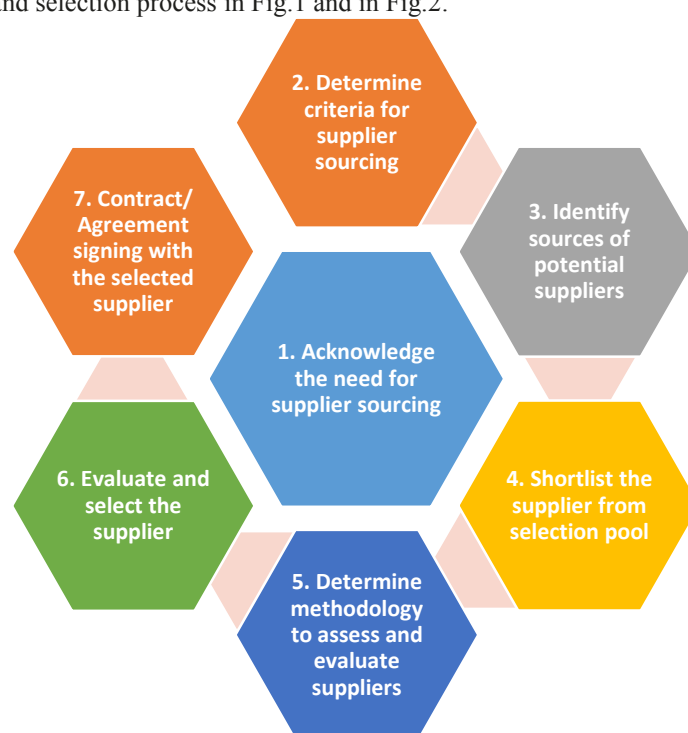 and selection process in Fig.1 and in Fig.2.
2. Determine
criteria for
supplier
sourcing
7. Contract/
Agreement
signing with
the selected
supplier
3. Identify
sources of
potential
suppliers
1. Acknowledge
the need for
supplier sourcing
6. Evaluate and
select the
supplier
4. Shortlist the
supplier from
selection pool
5. Determine
methodology
to assess and
evaluate
suppliers